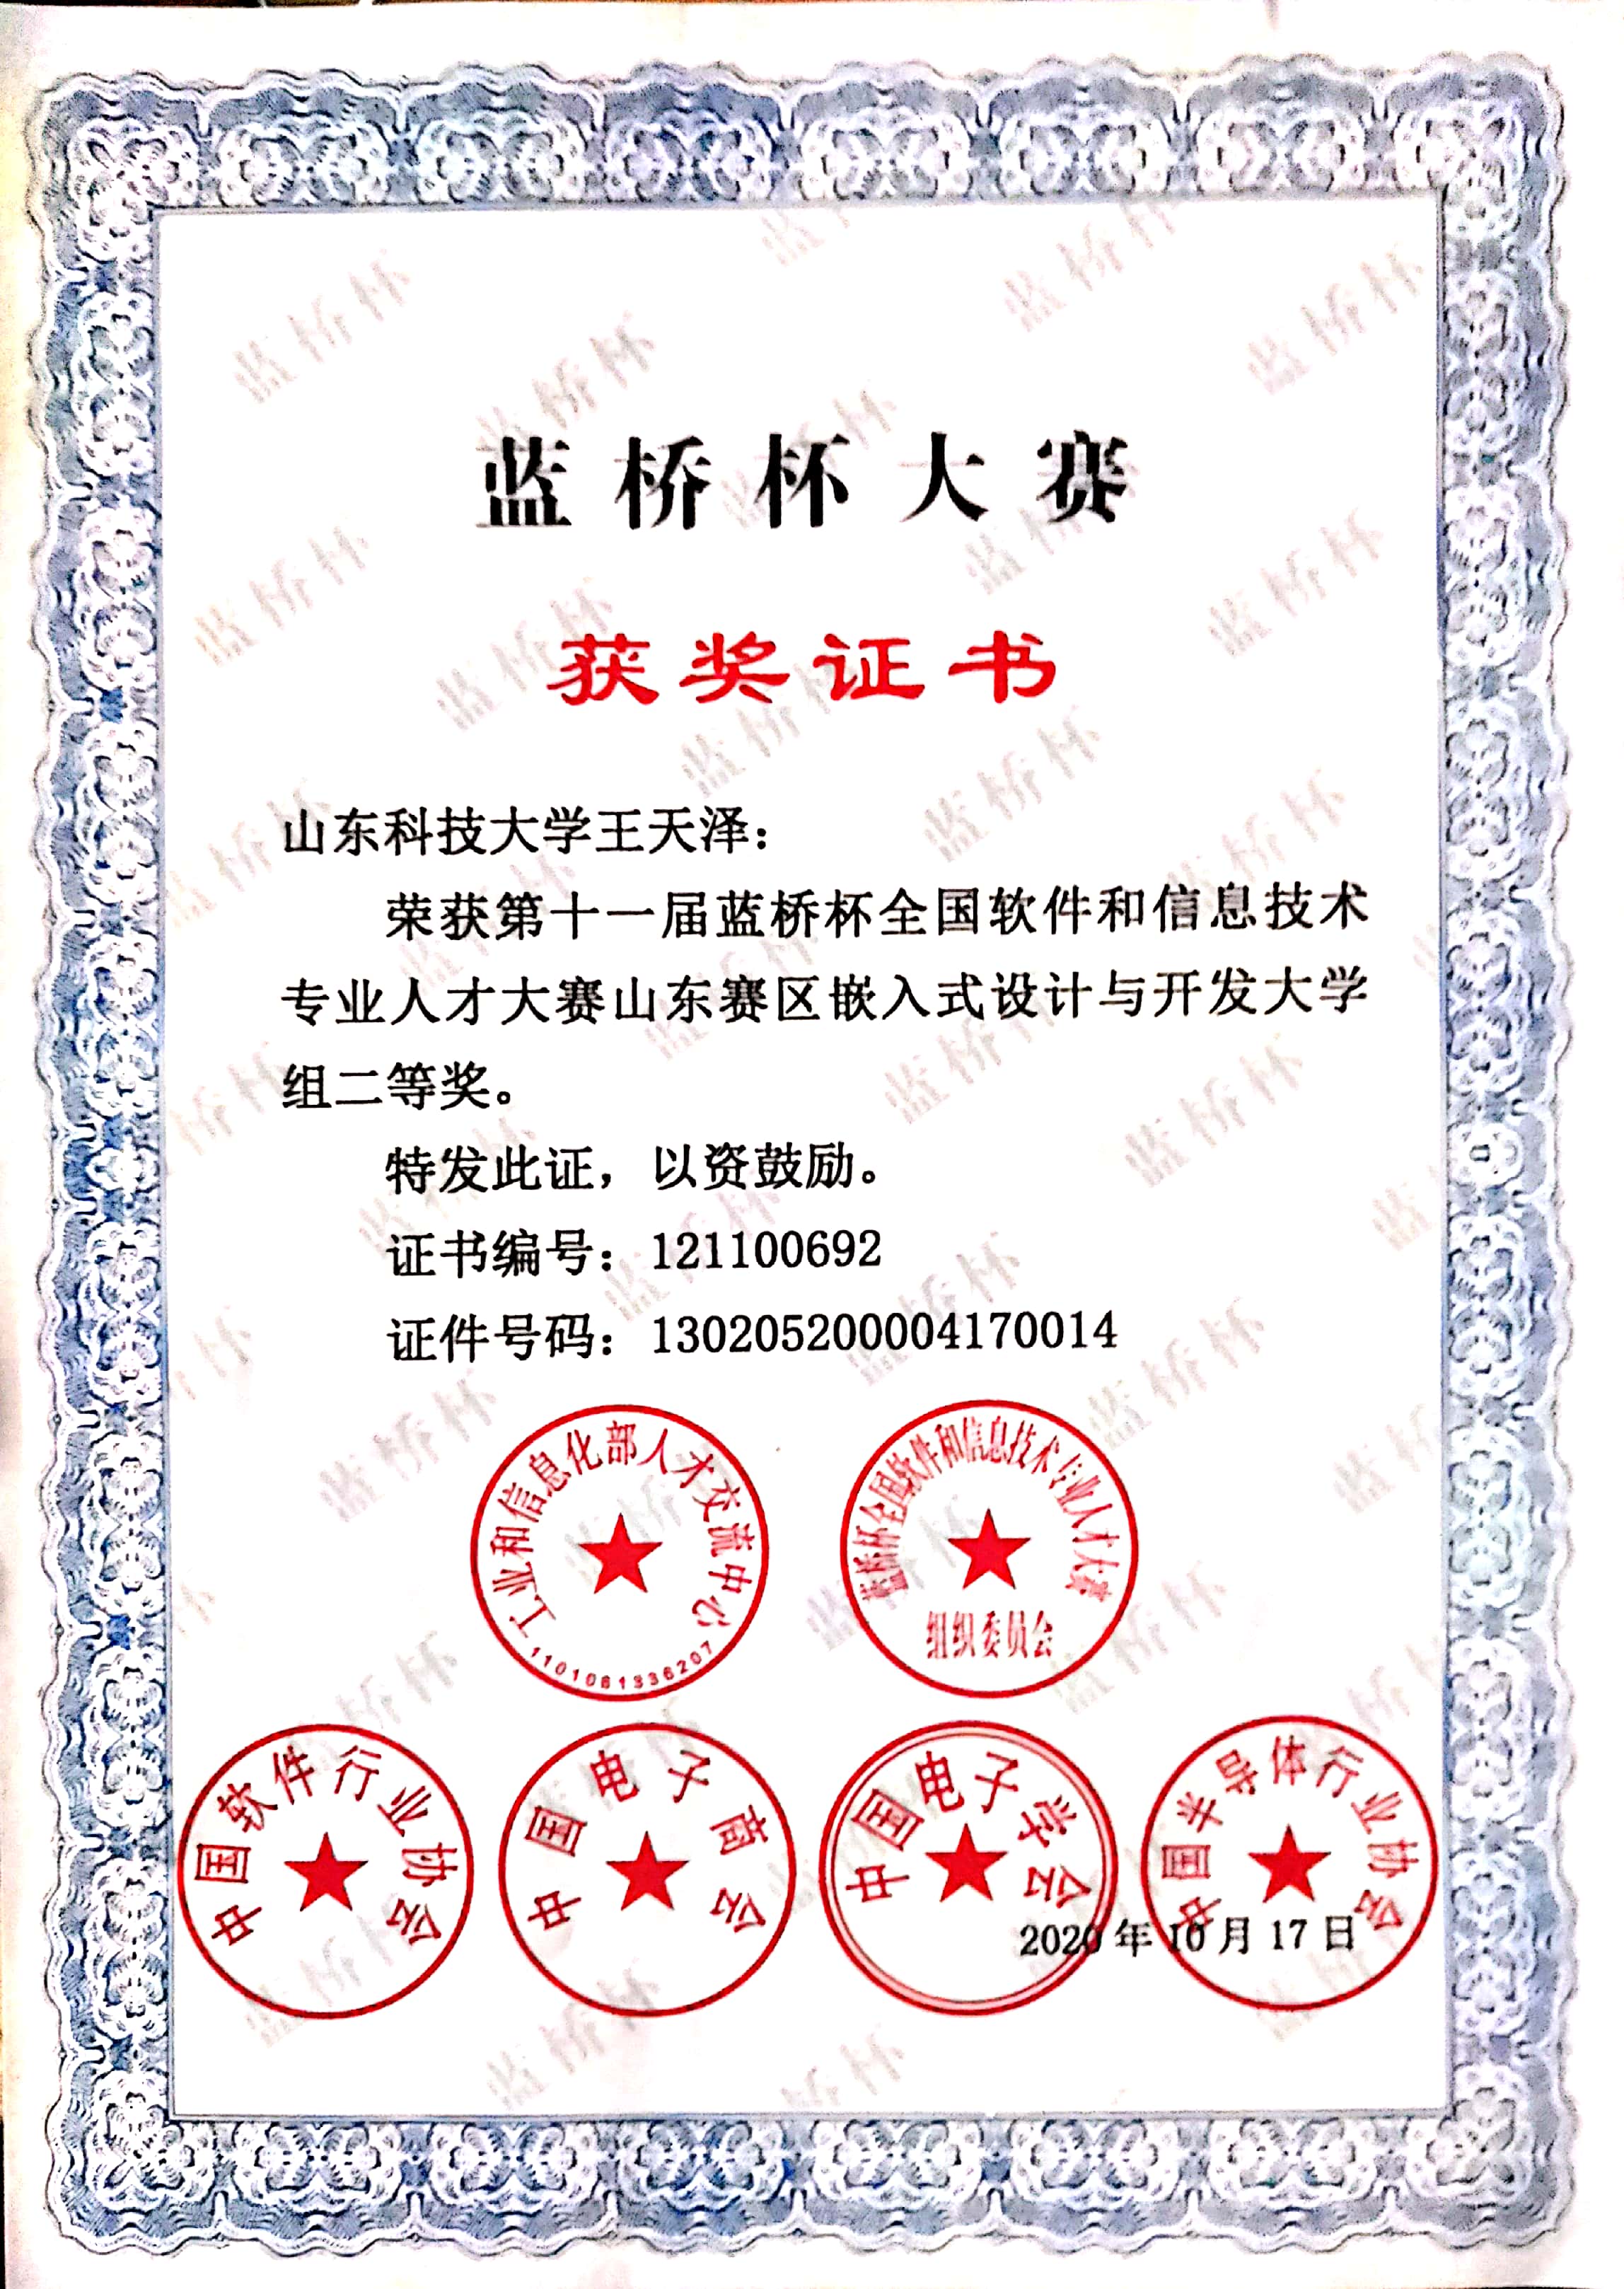 蓝桥杯大赛
获奖证书
山东科技大学王天泽：
荣获第十一届蓝桥杯全国软件和信息技术
专业人才大赛山东赛区嵌入式设计与开发大学
组二等奖。
特发此证，以资鼓励。
证书编号：121100692
证件号码：130205200004170014
工业和信息化部人才交流中心
1101081336207
蓝桥杯全国软件和信息技术专业人才大赛
组织委员会
中国软件行业协会
中国电子商会
中国电子学会
中国半导体行业协会
2020年10月17日